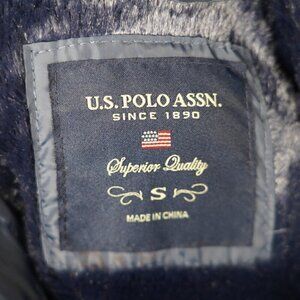 U.S. POLO ASSN.
SINCE 1890
Superior Quality
S
MADE IN CHINA